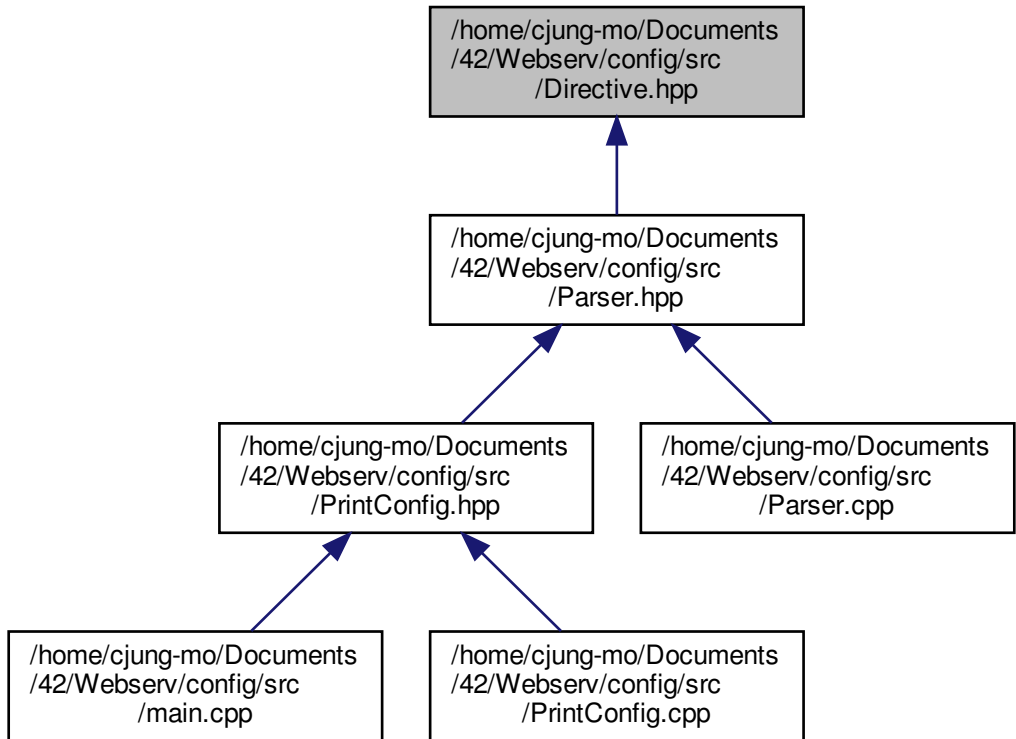 /home/cjung-mo/Documents
/42/Webserv/config/src
/Directive.hpp
/home/cjung-mo/Documents
/42/Webserv/config/src
/Parser.hpp
/home/cjung-mo/Documents
/42/Webserv/config/src
/PrintConfig.hpp
/home/cjung-mo/Documents
/42/Webserv/config/src
/Parser.cpp
/home/cjung-mo/Documents
/42/Webserv/config/src
/main.cpp
/home/cjung-mo/Documents
/42/Webserv/config/src
/PrintConfig.cpp